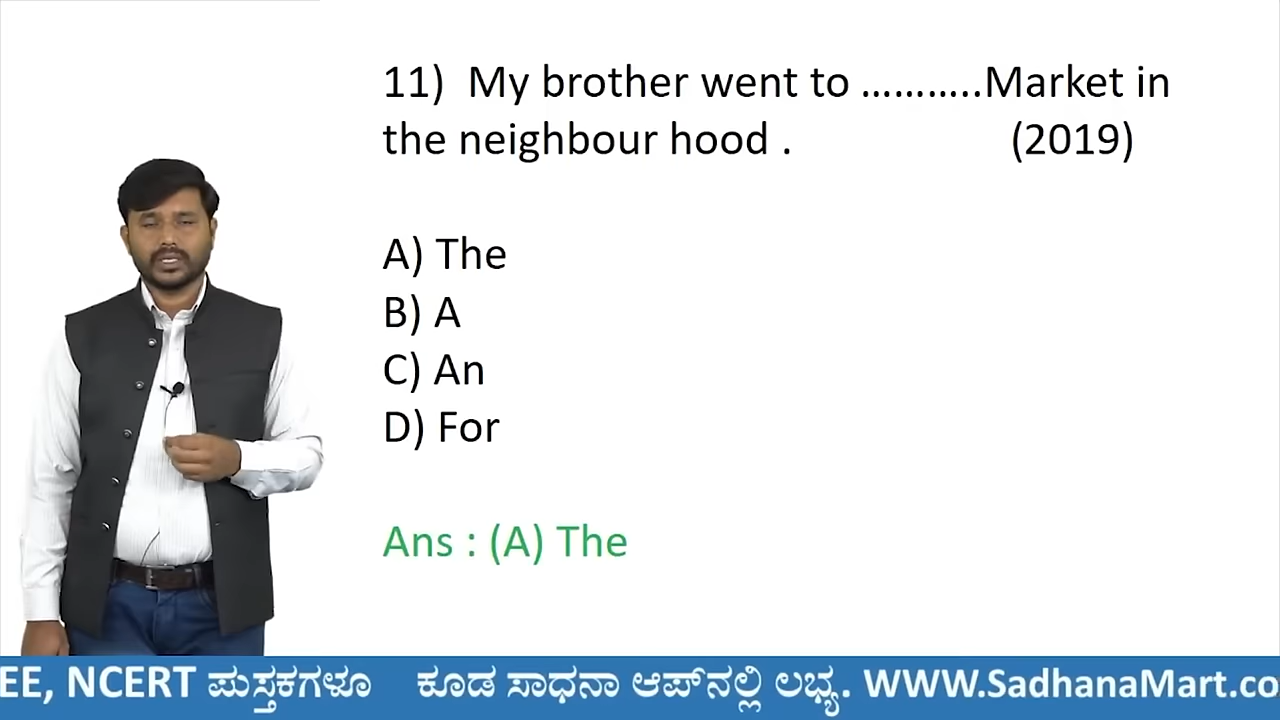 11) My brother went to ………..Market in
the neighbour hood . (2019)
A) The
B) A
C) An
D) For
Ans : (A) The
EE, NCERT ಪುಸ್ತಕಗಳೂ ಕೂಡ ಸಾಧನಾ ಆಪ್‌ನಲ್ಲಿ ಲಭ್ಯ. WWW.SadhanaMart.co